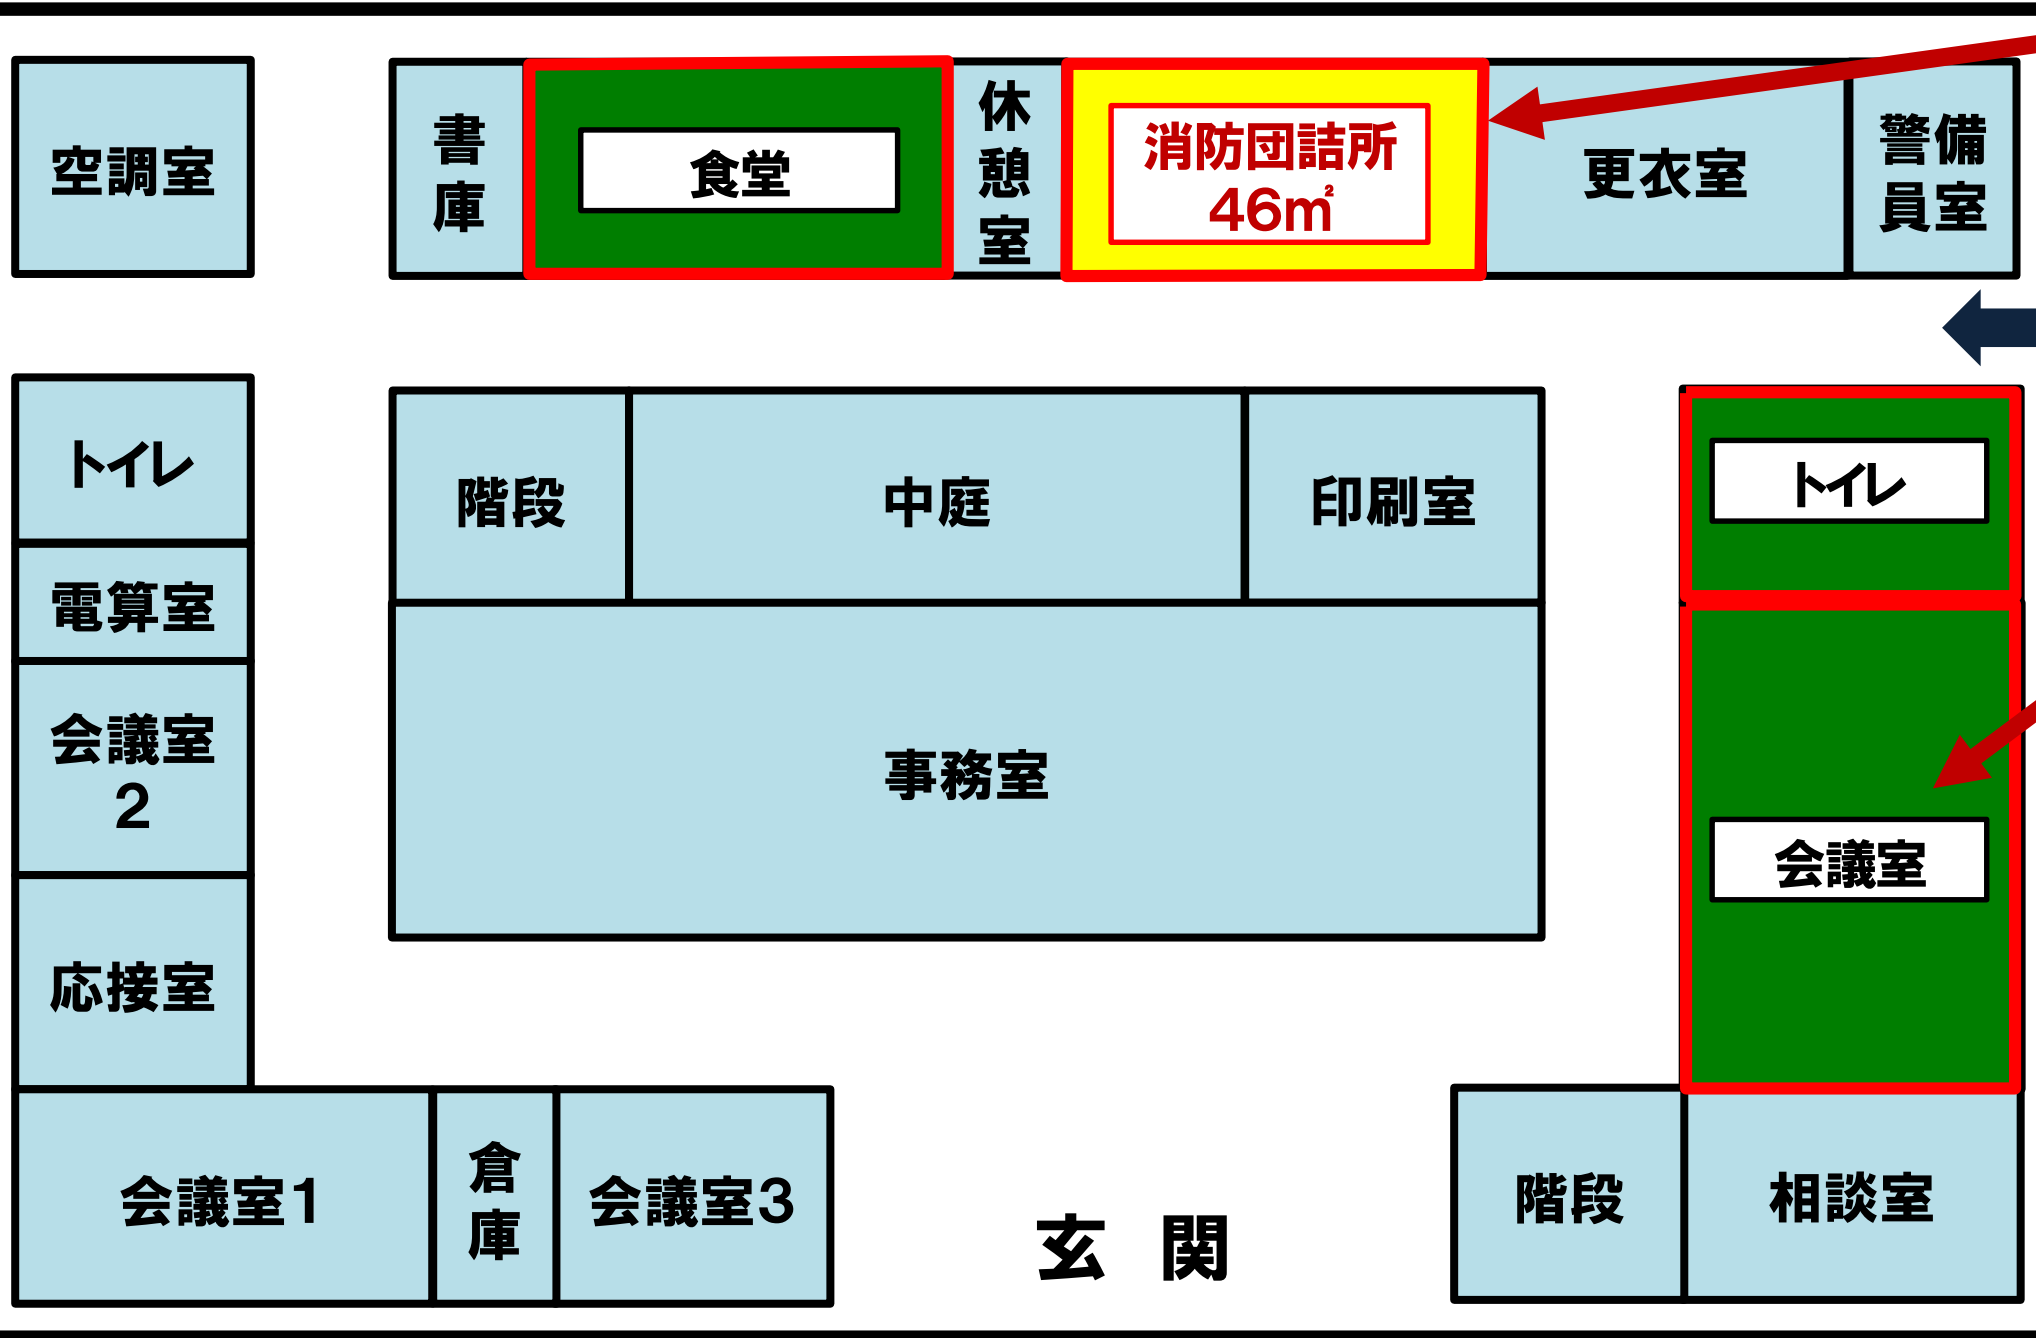 空調室
書
庫
食堂
休
憩
室
消防団詰所
46㎡
更衣室
警備
員室
トイレ
階段
中庭
印刷室
トイレ
電算室
会議室
2
事務室
会議室
応接室
会議室1
倉
庫
会議室3
玄 関
階段
相談室